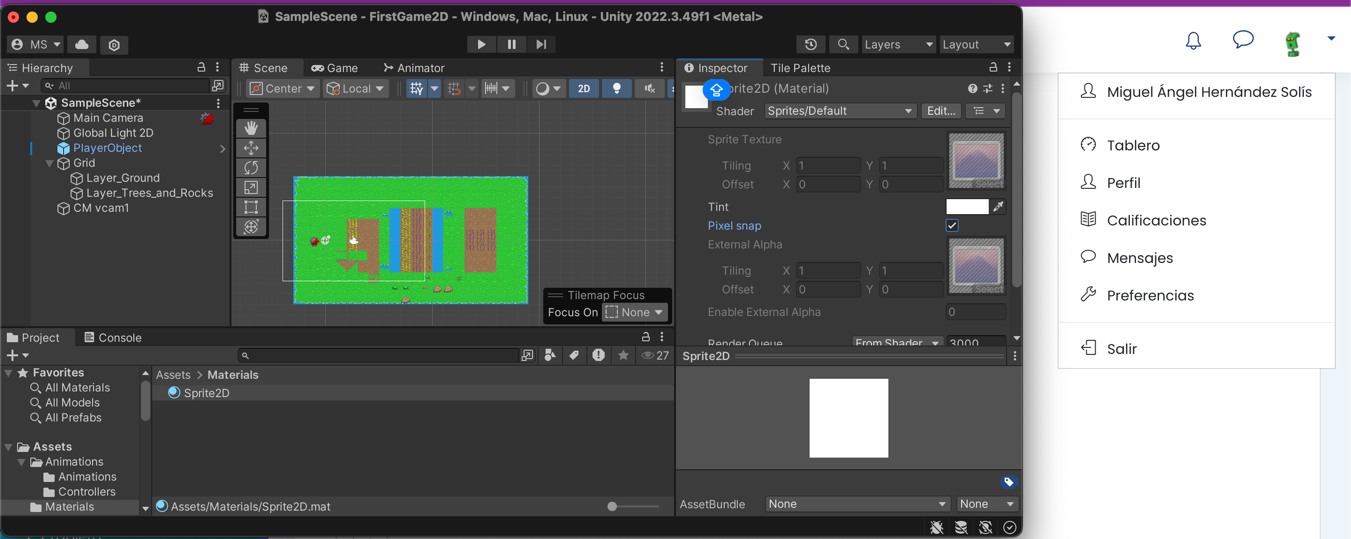 SampleScene - FirstGame2D - Windows, Mac, Linux - Unity 2022.3.49f1 <Metal>
MS
Layers
Layout
Hierarchy
All
SampleScene*
Main Camera
Global Light 2D
PlayerObject
Grid
Layer_Ground
Layer_Trees_and_Rocks
CM vcam1
Scene
Game
Animator
Center
Local
2D
Tilemap Focus
Focus On
None
Inspector
Tile Palette
(Material)
Shader
Sprites/Default
Edit...
Sprite Texture
Tiling X 1 Y 1
Offset X 0 Y 0
Select
Tint
Pixel snap
External Alpha
Tiling X 1 Y 1
Offset X 0 Y 0
Select
Enable External Alpha 0
Render Queue From Shader 3000
Sprite2D
AssetBundle None None
Project
Console
27
Favorites
All Materials
All Models
All Prefabs
Assets
Animations
Animations
Controllers
Materials
Assets > Materials
Sprite2D
Assets/Materials/Sprite2D.mat
Miguel Ángel Hernández Solís
Tablero
Perfil
Calificaciones
Mensajes
Preferencias
Salir